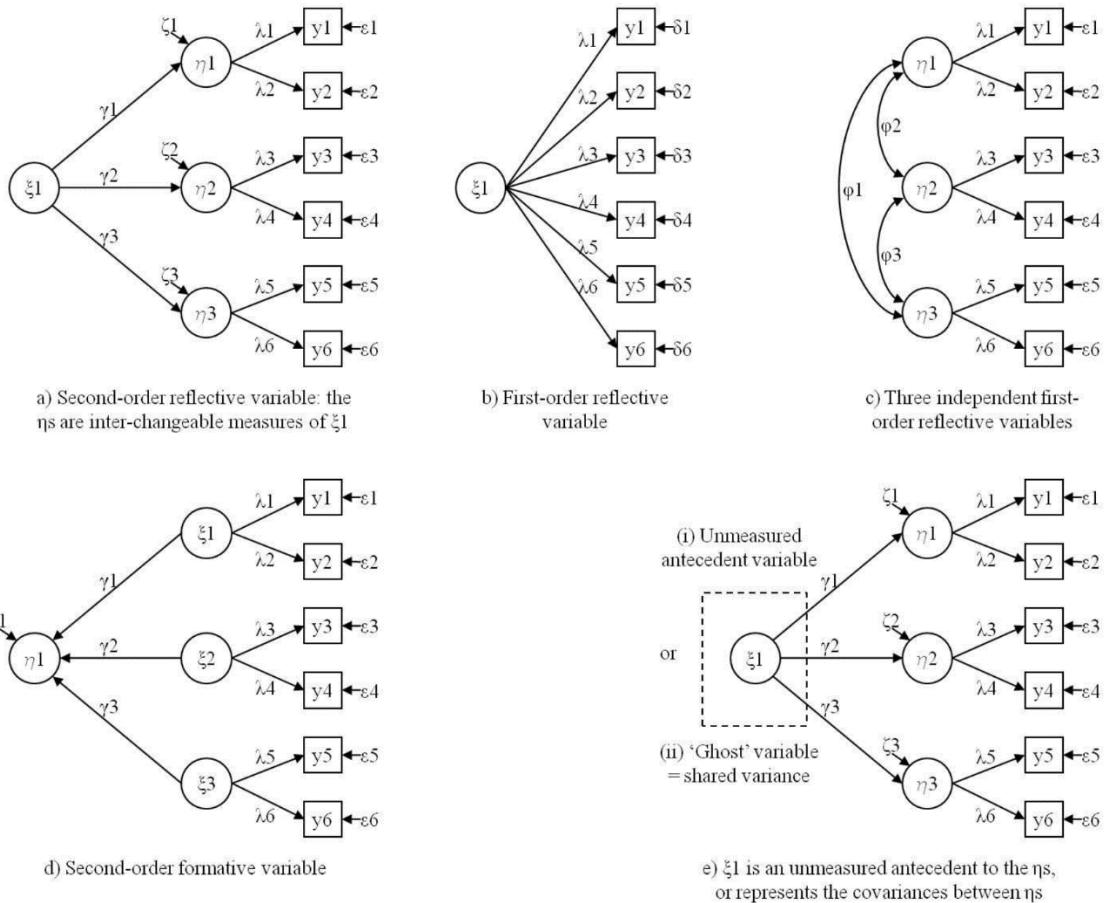 ζ1
λ1
y1
ε1
η1
λ2
y2
ε2
γ1
ζ2
λ3
y3
ε3
ξ1
γ2
η2
λ4
y4
ε4
γ3
ζ3
λ5
y5
ε5
η3
λ6
y6
ε6
a) Second-order reflective variable: the
ηs are inter-changeable measures of ξ1
λ1
y1
δ1
λ2
y2
δ2
λ3
y3
δ3
ξ1
λ4
y4
δ4
λ5
y5
δ5
λ6
y6
δ6
b) First-order reflective
variable
λ1
y1
ε1
η1
λ2
y2
ε2
φ2
λ3
y3
ε3
φ1
η2
λ4
y4
ε4
φ3
λ5
y5
ε5
η3
λ6
y6
ε6
c) Three independent first-
order reflective variables
λ1
y1
ε1
ξ1
λ2
y2
ε2
γ1
1
λ3
y3
ε3
η1
γ2
ξ2
λ4
y4
ε4
γ3
λ5
y5
ε5
ξ3
λ6
y6
ε6
d) Second-order formative variable
(i) Unmeasured
antecedent variable
or
(ii) ‘Ghost’ variable
= shared variance
ζ1
λ1
y1
ε1
η1
λ2
y2
ε2
γ1
ζ2
λ3
y3
ε3
ξ1
γ2
η2
λ4
y4
ε4
γ3
ζ3
λ5
y5
ε5
η3
λ6
y6
ε6
e) ξ1 is an unmeasured antecedent to the ηs,
or represents the covariances between ηs